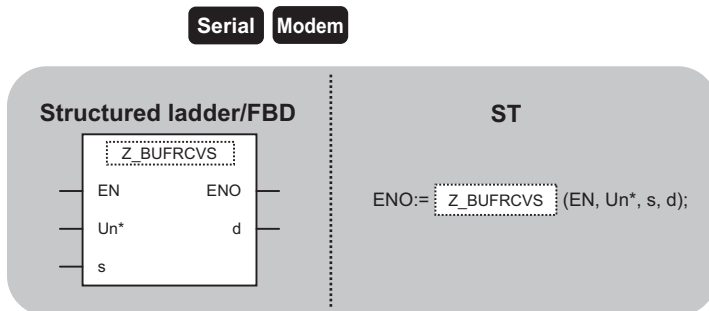 Serial Modem
Structured ladder/FBD
Z_BUFRCVS
EN ENO
Un* d
s
ST
ENO:= Z_BUFRCVS (EN, Un*, s, d);